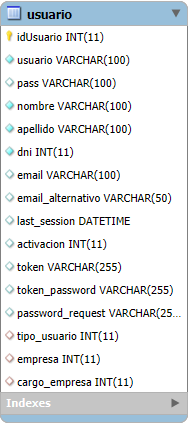 usuario
idUsuario INT(11)
usuario VARCHAR(100)
pass VARCHAR(100)
nombre VARCHAR(100)
apellido VARCHAR(100)
dni INT(11)
email VARCHAR(100)
email_alternativo VARCHAR(50)
last_session DATETIME
activacion INT(11)
token VARCHAR(255)
token_password VARCHAR(255)
password_request VARCHAR(25...
tipo_usuario INT(11)
empresa INT(11)
cargo_empresa INT(11)
Indexes